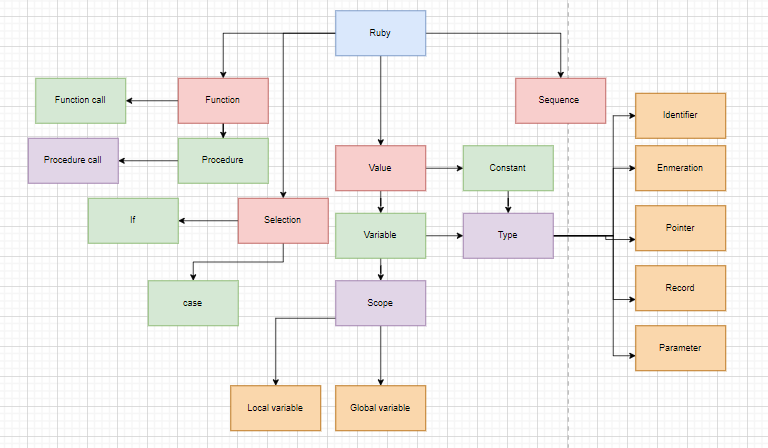 Ruby
Function call
Function
Sequence
Identifier
Procedure call
Procedure
Value
Constant
Enmeration
If
Selection
Variable
Type
Pointer
case
Scope
Record
Parameter
Local variable
Global variable